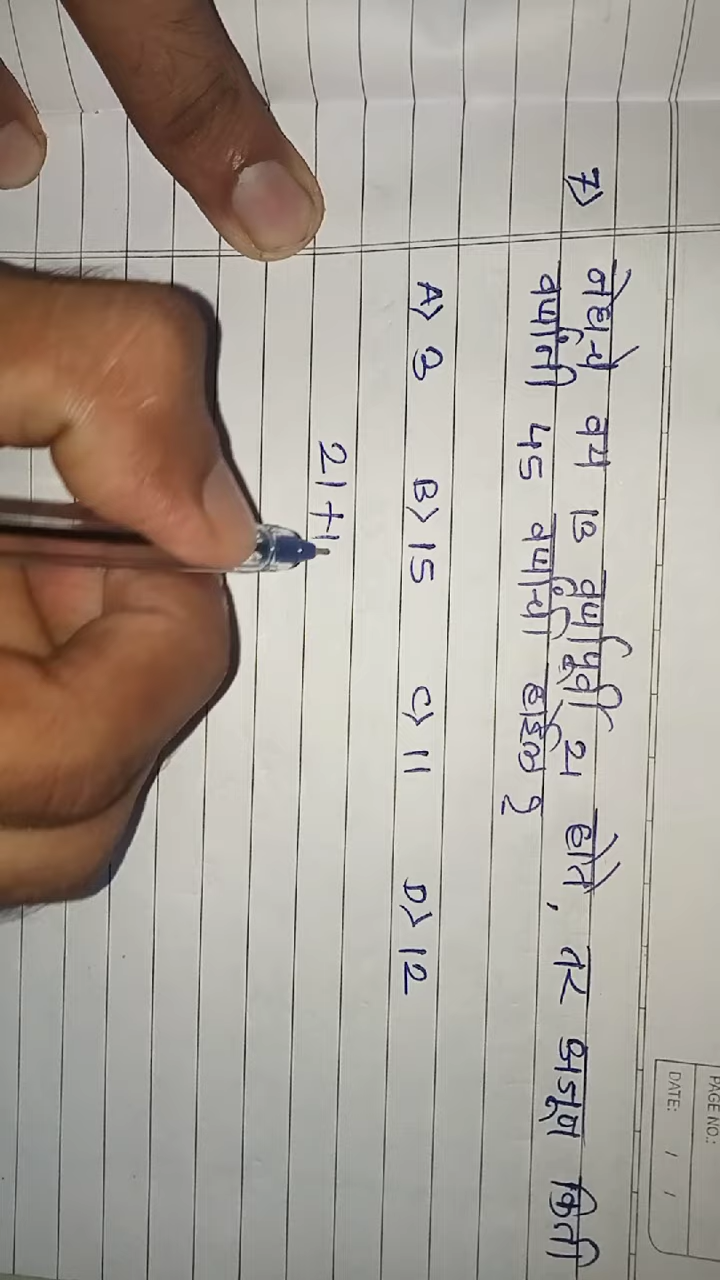 PAGE NO.:
DATE: / /
7) मेघाचे वय 13 वर्षांपूर्वी 21 होते, तर अजून किती
वर्षांनी 45 वर्षाची होईल ?
A) 3 B) 15 C) 11 D) 12
21+1